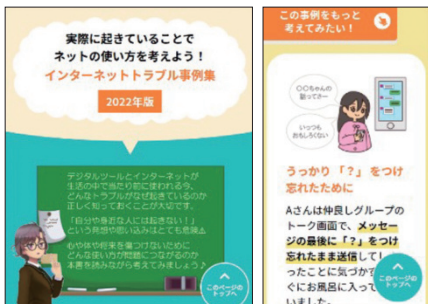 実際に起きていることで
ネットの使い方を考えよう！
インターネットトラブル事例集
2022年版
デジタルツールとインターネットが
生活の中で当たり前に使われる今、
どんなトラブルがなぜ起きているのか
正しく知っておくことが大切です。
「自分や身近な人には起きない！」
という発想や思い込みはとても危険⚠
心や体や将来を傷つけないために
どんな使い方が問題につながるのか
本書を読みながら考えてみましょう♪
このページの
トップへ
この事例をもっと
考えてみたい！
○○ちゃんの
いっつも
おもしろくない
うっかり「？」をつけ
忘れたために
Aさんは仲良しグループの
トーク画面で、メッセー
ジの最後に「？」をつけ
忘れたまま送信してし
ったことに気づかず
ぐにお風呂に入って
いました。
このページの
トップへ